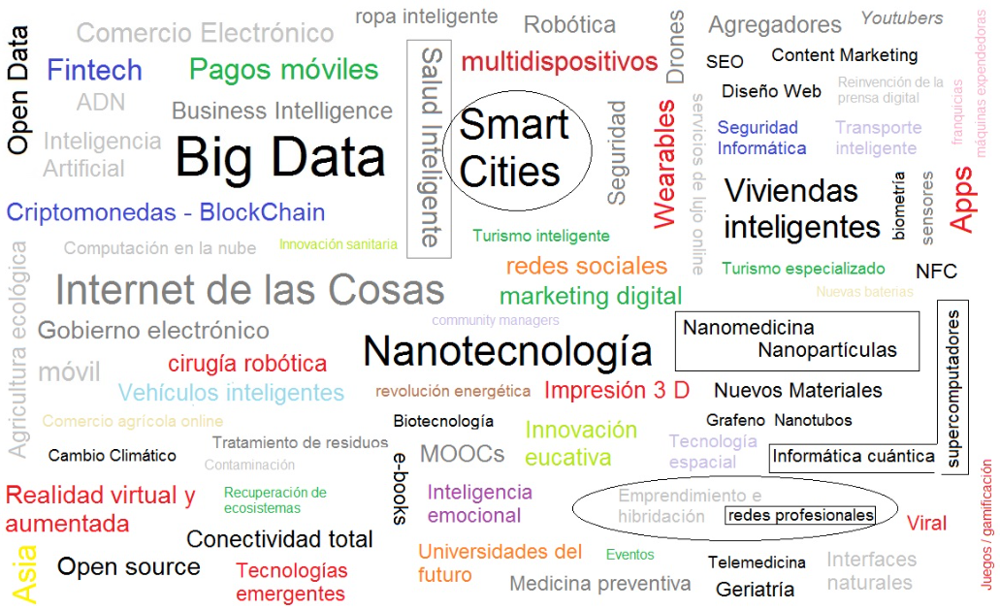 ropa inteligente
Youtubers
Comercio Electrónico
Robótica
Agregadores
Open Data
Drones
máquinas expendedoras
Fintech
Pagos móviles
Salud Inteligente
multidispositivos
SEO
Content Marketing
ADN
Business Intelligence
Diseño Web
Reinvención de la
prensa digital
franquicias
Smart
Cities
Seguridad
Wearables
servicios de lujo online
Seguridad
Informática
Transporte
inteligente
Inteligencia
Artificial
Big Data
Viviendas
inteligentes
biometría
sensores
Apps
Criptomonedas - BlockChain
Computación en la nube
Innovación sanitaria
Turismo inteligente
redes sociales
Turismo especializado
NFC
Agricultura ecológica
Internet de las Cosas
marketing digital
Nuevas baterias
community managers
Gobierno electrónico
Nanotecnología
Nanomedicina
Nanopartículas
supercomputadores
móvil
cirugía robótica
Vehículos inteligentes
revolución energética
Impresión 3 D
Nuevos Materiales
Comercio agrícola online
Biotecnología
Innovación
eucativa
Grafeno Nanotubos
Cambio Climático
Tratamiento de residuos
Contaminación
e-books
MOOCs
Tecnología
espacial
Informática cuántica
Realidad virtual y
aumentada
Recuperación de
ecosistemas
Inteligencia
emocional
Emprendimiento e
hibridación
redes profesionales
Viral
Juegos / gamificación
Conectividad total
Asia
Open source
Tecnologías
emergentes
Universidades del
futuro
Eventos
Medicina preventiva
Telemedicina
Geriatría
Interfaces
naturales